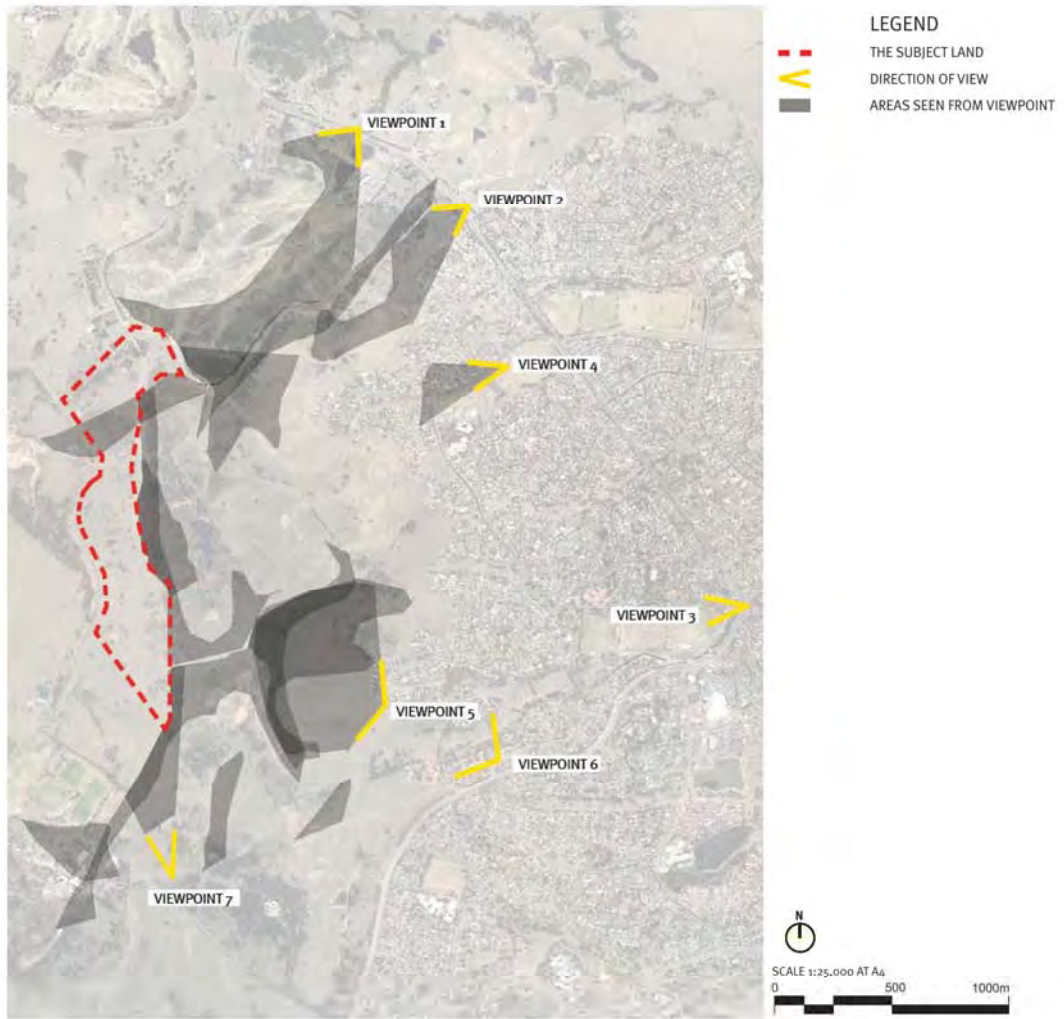 LEGEND
THE SUBJECT LAND
DIRECTION OF VIEW
AREAS SEEN FROM VIEWPOINT
VIEWPOINT 1
VIEWPOINT 2
VIEWPOINT 4
VIEWPOINT 3
VIEWPOINT 5
VIEWPOINT 6
VIEWPOINT 7
N
SCALE 1:25.000 AT A4
0 500 1000m